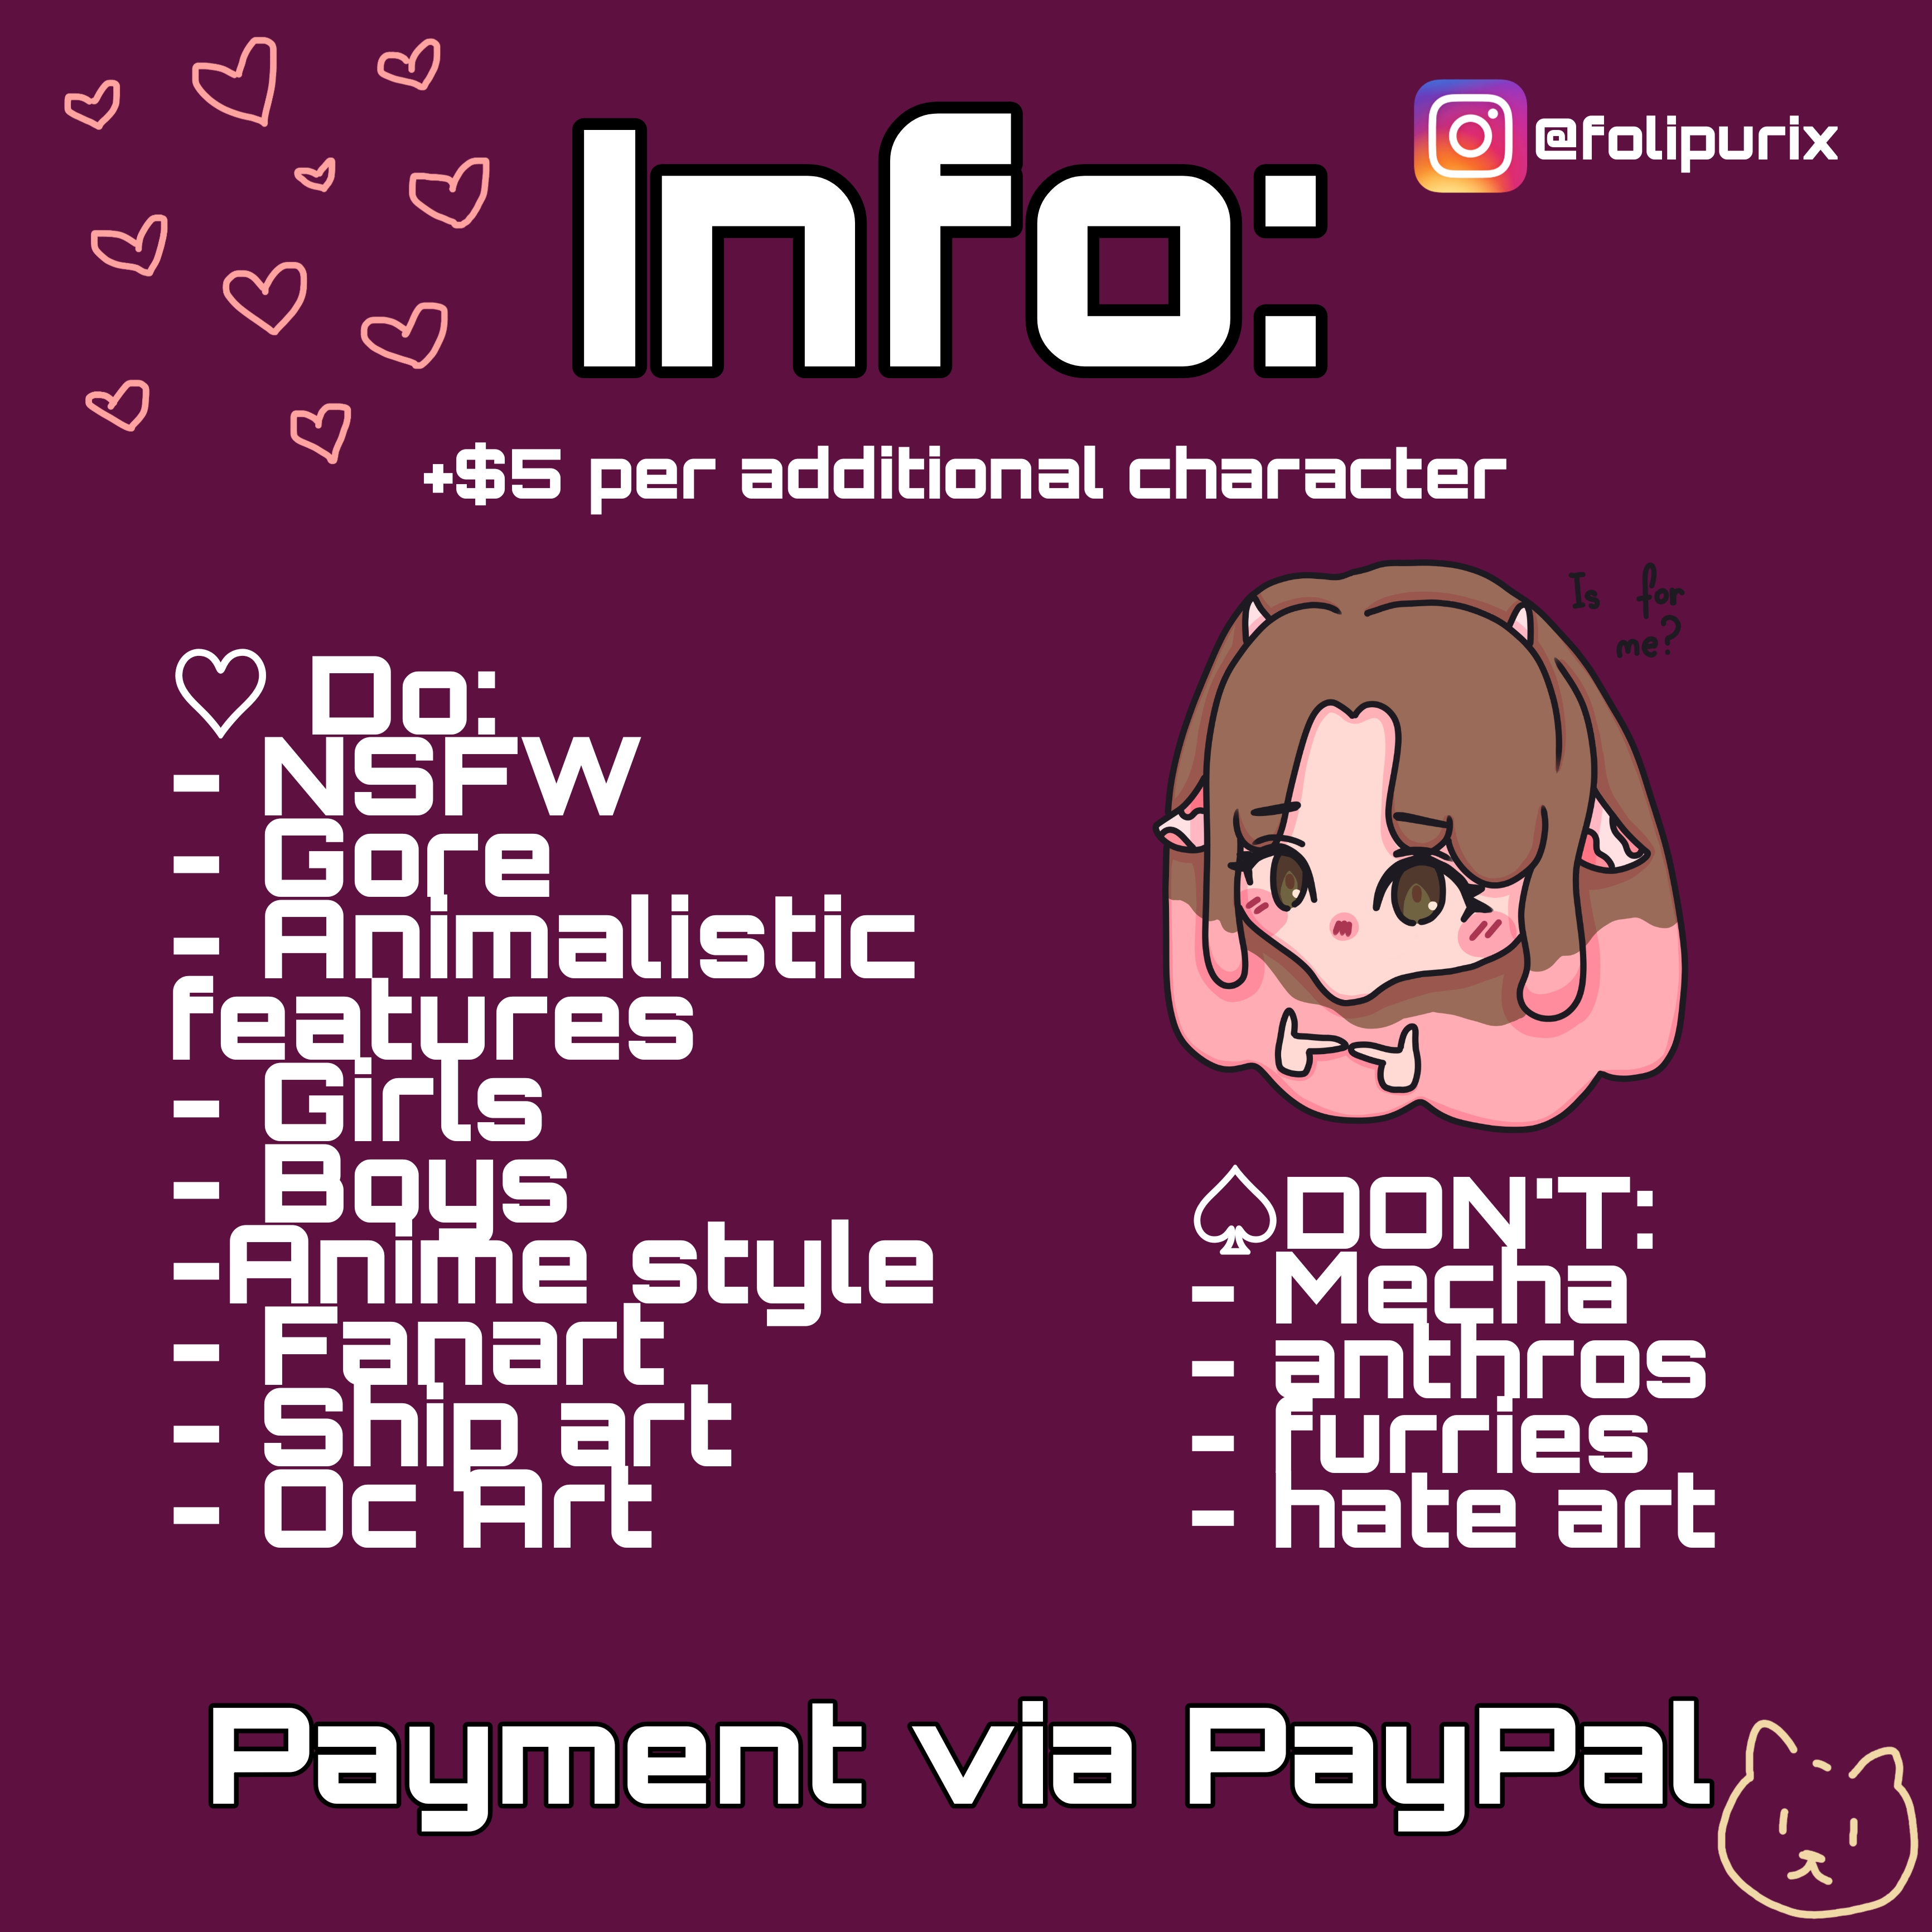 Info:
@folipurix
+$5 per additional character
Is for
me?
♡ Do:
- NSFW
- Gore
- Animalistic
features
- Girls
- Boys
-Anime style
- Fanart
- Ship art
- Oc Art
♤DON'T:
- Mecha
- anthros
- furries
- hate art
Payment via PayPal